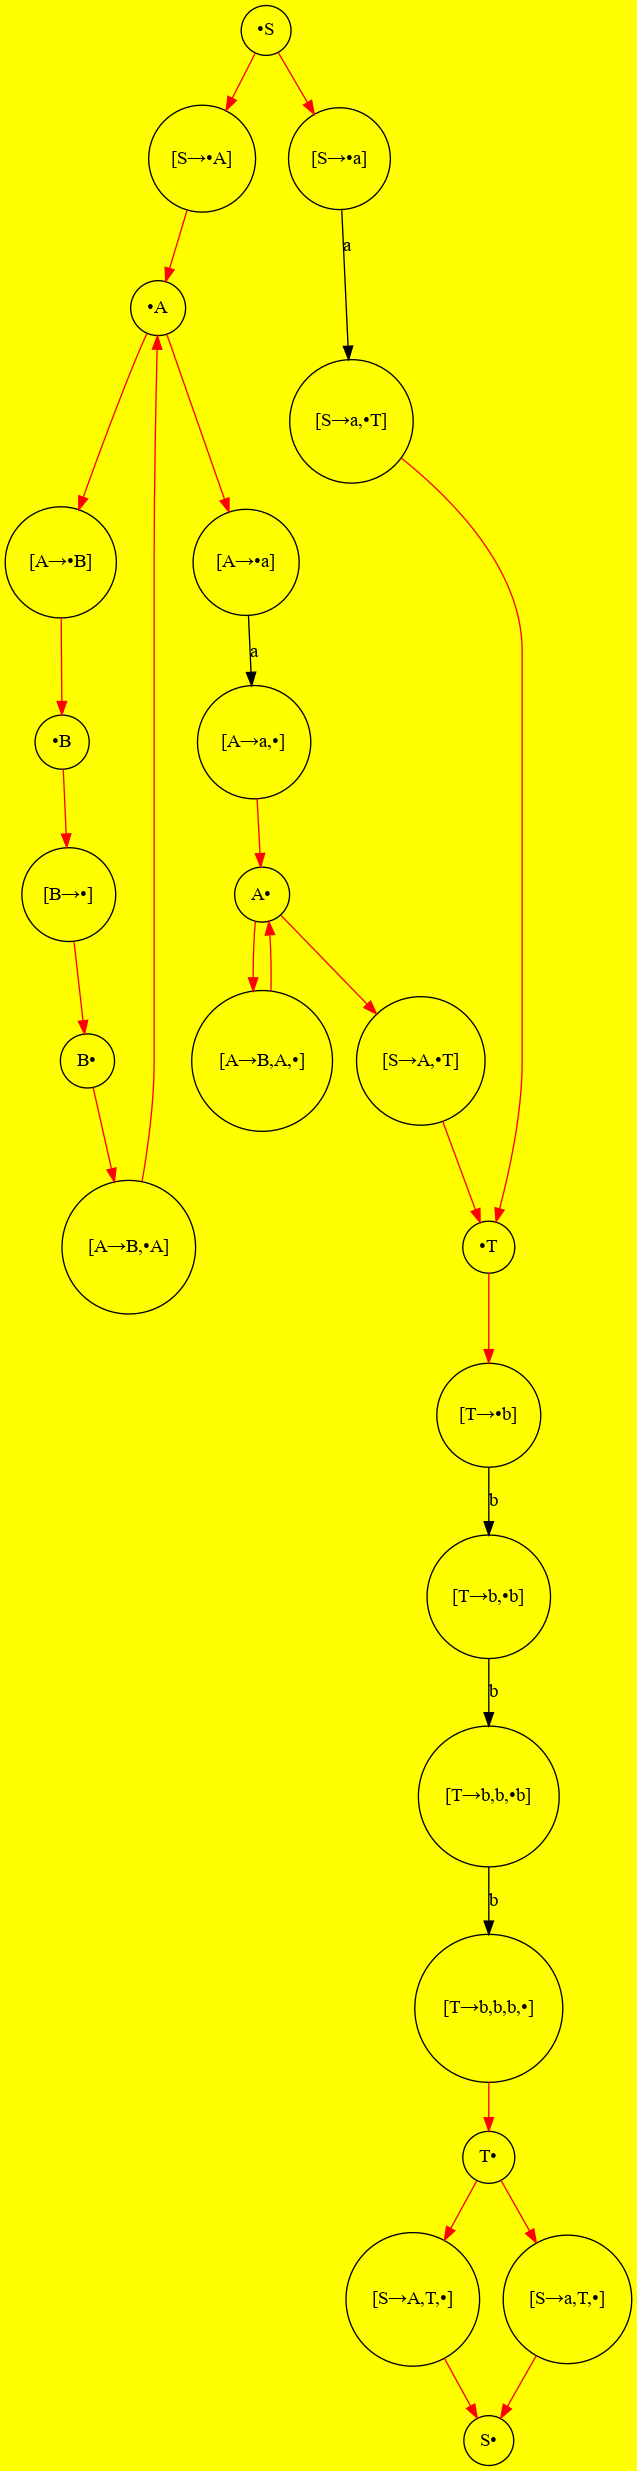 •S
[S→•A]
[S→•a]
a
•A
[S→a,•T]
[A→•B]
[A→•a]
a
•B
[A→a,•]
[B→•]
A•
B•
[A→B,A,•]
[S→A,•T]
[A→B,•A]
•T
[T→•b]
b
[T→b,•b]
b
[T→b,b,•b]
b
[T→b,b,b,•]
T•
[S→A,T,•]
[S→a,T,•]
S•